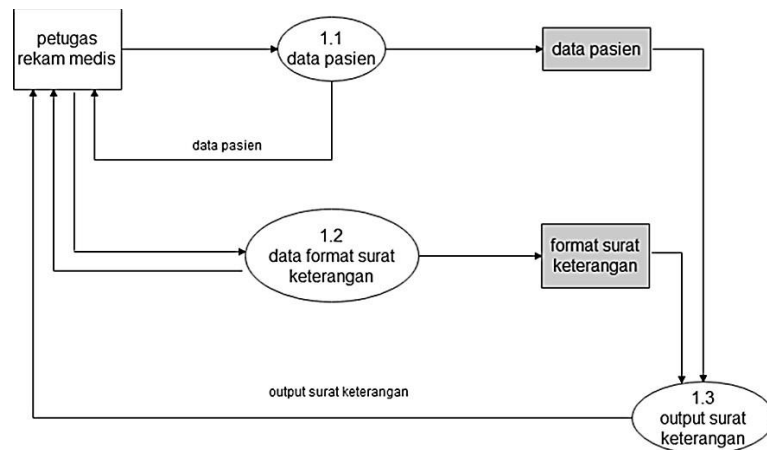 petugas
rekam medis
1.1
data pasien
data pasien
data pasien
1.2
data format surat
keterangan
format surat
keterangan
output surat keterangan
1.3
output surat
keterangan